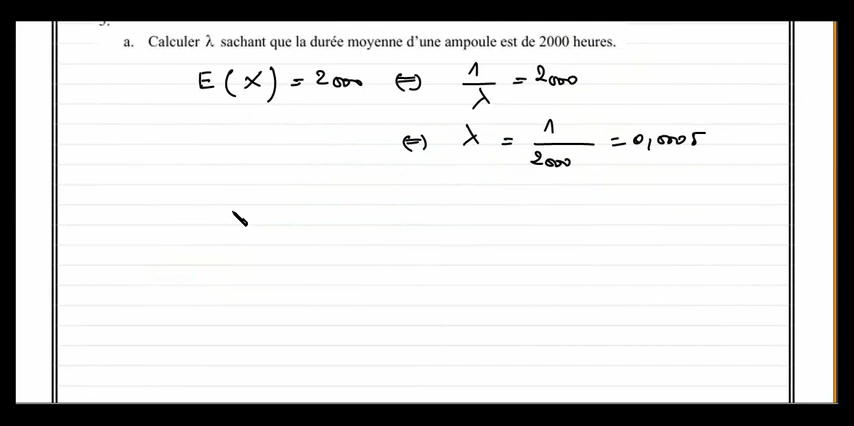 a. Calculer λ sachant que la durée moyenne d'une ampoule est de 2000 heures.
E(X) = 2000 ⇔ 1/λ = 2000
⇔ λ = 1/2000 = 0,0005